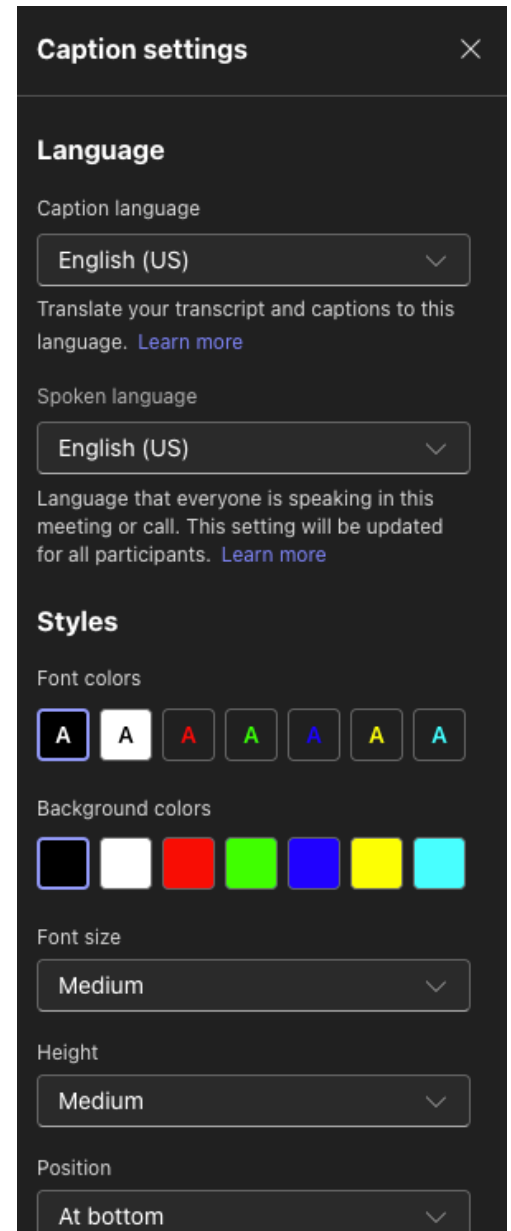 Caption settings
Language
Caption language
English (US)
Translate your transcript and captions to this
language. Learn more
Spoken language
English (US)
Language that everyone is speaking in this
meeting or call. This setting will be updated
for all participants. Learn more
Styles
Font colors
A A A A A A A
Background colors
Font size
Medium
Height
Medium
Position
At bottom